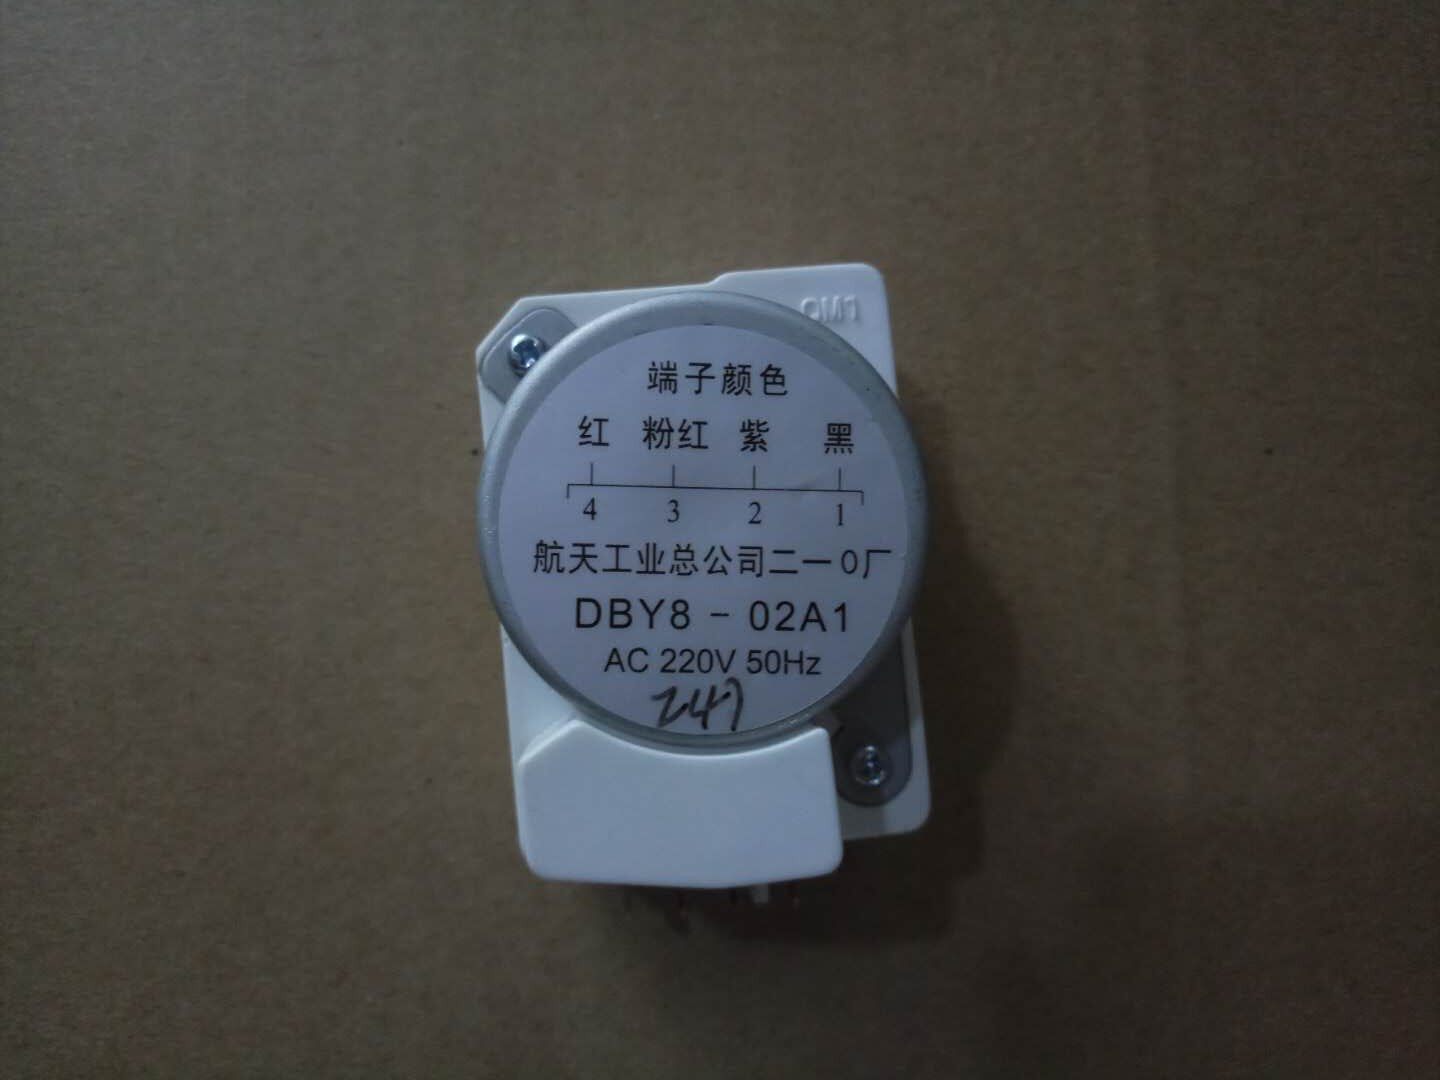 端子颜色
红 粉红 紫 黑
4 3 2 1
航天工业总公司二一0厂
DBY8 - 02A1
AC 220V 50Hz
247